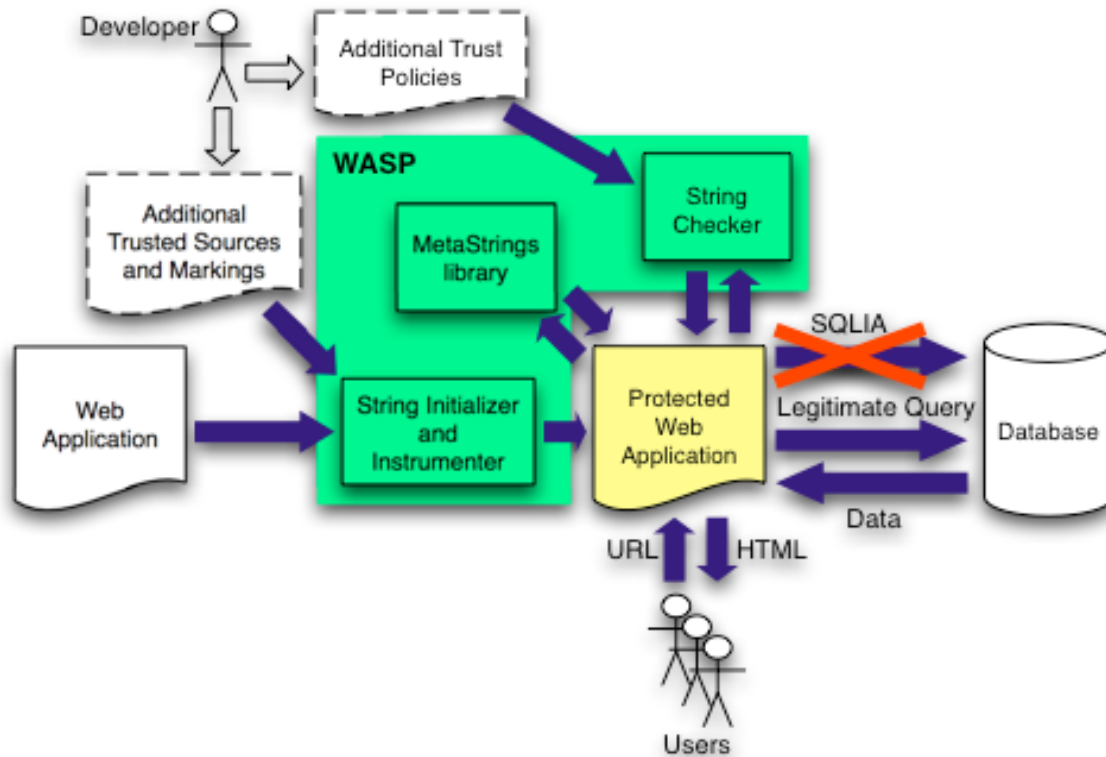 Developer
Additional Trust
Policies
WASP
String
Checker
Additional
Trusted Sources
and Markings
MetaStrings
library
SQLIA
Web
Application
String Initializer
and
Instrumenter
Protected
Web
Application
Legitimate Query
Database
Data
URL
HTML
Users